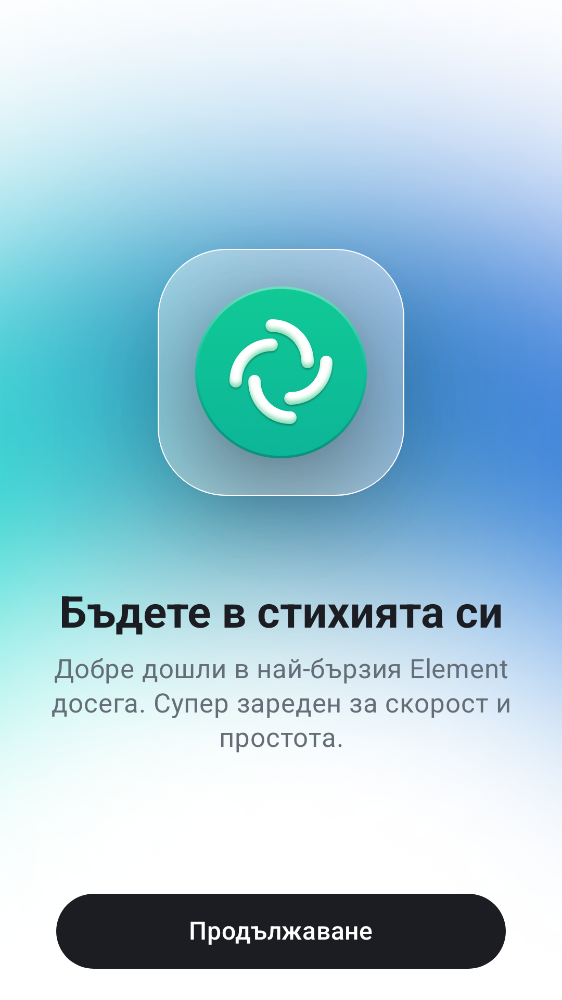 Бъдете в стихията си
Добре дошли в най-бързия Element
досега. Супер зареден за скорост и
простота.
Продължаване